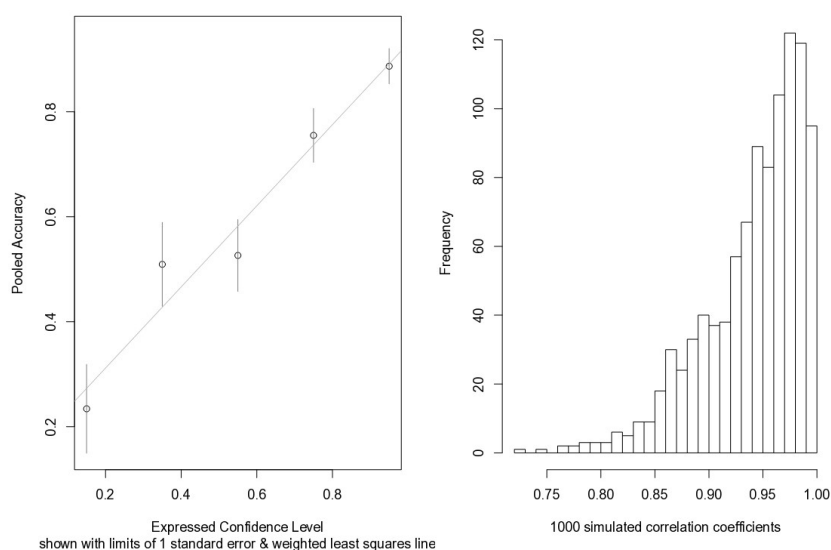 Pooled Accuracy
0.8
0.6
0.4
0.2
0.2 0.4 0.6 0.8
Expressed Confidence Level
shown with limits of 1 standard error & weighted least squares line
Frequency
120
100
80
60
40
20
0
0.75 0.80 0.85 0.90 0.95 1.00
1000 simulated correlation coefficients